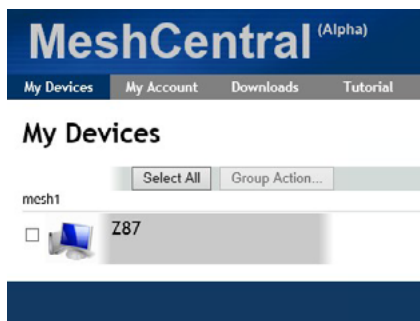 MeshCentral (Alpha)
My Devices My Account Downloads Tutorial
My Devices
Select All Group Action...
mesh1
Z87